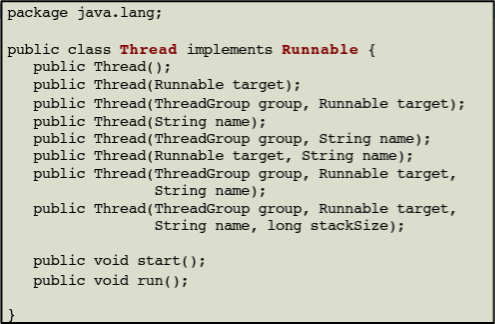 package java.lang;
public class Thread implements Runnable {
public Thread();
public Thread(Runnable target);
public Thread(ThreadGroup group, Runnable target);
public Thread(String name);
public Thread(ThreadGroup group, String name);
public Thread(Runnable target, String name);
public Thread(ThreadGroup group, Runnable target,
String name);
public Thread(ThreadGroup group, Runnable target,
String name, long stackSize);
public void start();
public void run();
}